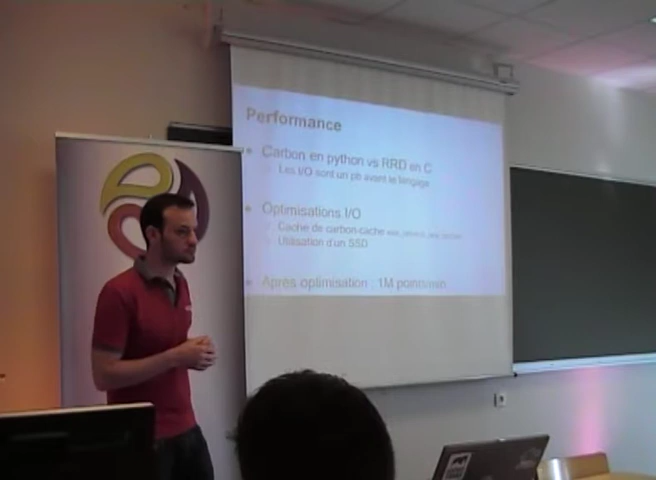 Performance
Carbon en python vs RRD en C
Les I/O sont un pb avant le langage
Optimisations I/O
Cache de carbon-cache
Utilisation d'un SSD
Après optimisation : 1M points/min